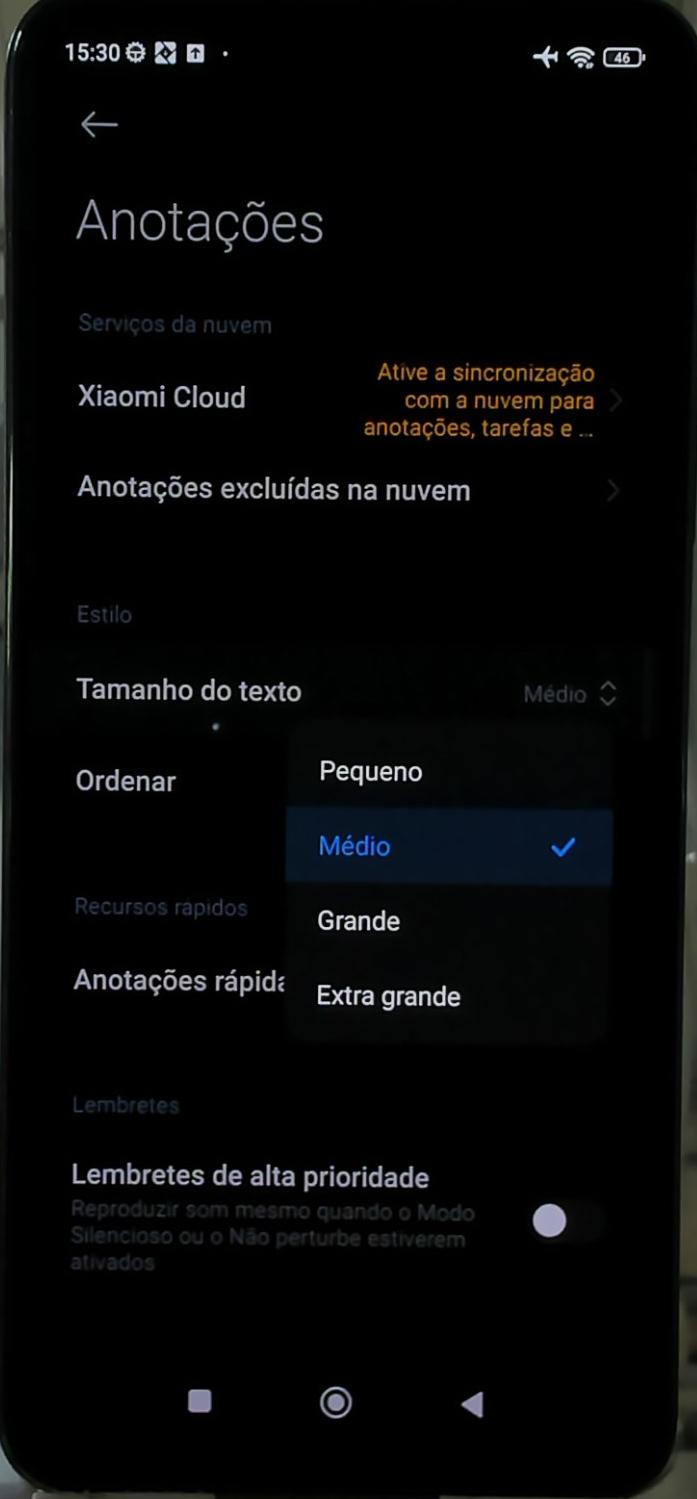 15:30
46
Anotações
Serviços da nuvem
Xiaomi Cloud
Ative a sincronização
com a nuvem para
anotações, tarefas e ...
Anotações excluídas na nuvem
Estilo
Tamanho do texto
Médio
Pequeno
Ordenar
Médio
Grande
Recursos rápidos
Anotações rápida
Extra grande
Lembretes
Lembretes de alta prioridade
Reproduzir som mesmo quando o Modo
Silencioso ou o Não perturbe estiverem
ativados